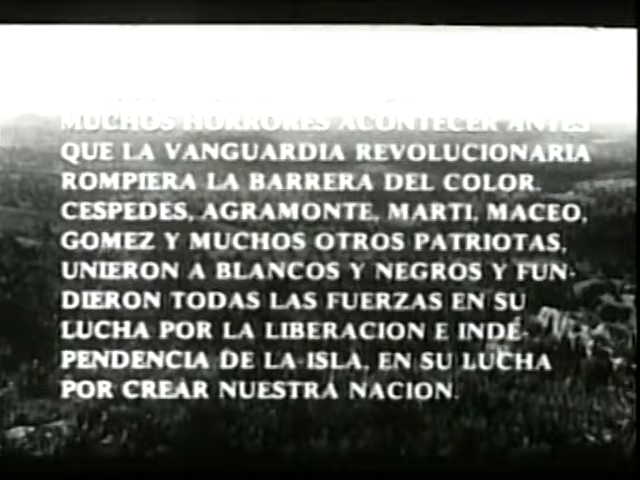 MUCHOS HORRORES ACONTECER ANTES
QUE LA VANGUARDIA REVOLUCIONARIA
ROMPIERA LA BARRERA DEL COLOR.
CESPEDES, AGRAMONTE, MARTI, MACEO,
GOMEZ Y MUCHOS OTROS PATRIOTAS,
UNIERON A BLANCOS Y NEGROS Y FUN-
DIERON TODAS LAS FUERZAS EN SU
LUCHA POR LA LIBERACION E INDE-
PENDENCIA DE LA ISLA, EN SU LUCHA
POR CREAR NUESTRA NACION.